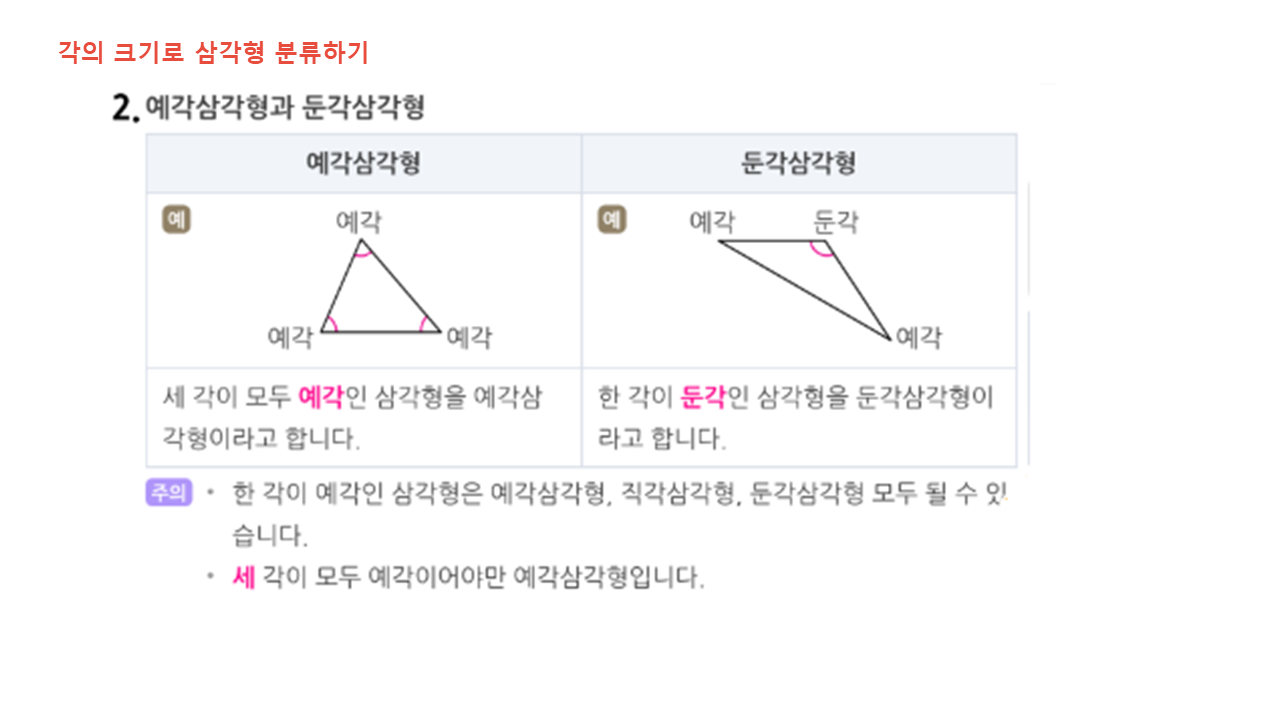 각의 크기로 삼각형 분류하기
2. 예각삼각형과 둔각삼각형
예각삼각형
둔각삼각형
예
예각
예각
예각
예
예각
둔각
예각
세 각이 모두 예각인 삼각형을 예각삼
각형이라고 합니다.
한 각이 둔각인 삼각형을 둔각삼각형이
라고 합니다.
주의 • 한 각이 예각인 삼각형은 예각삼각형, 직각삼각형, 둔각삼각형 모두 될 수 있
습니다.
• 세 각이 모두 예각이어야만 예각삼각형입니다.